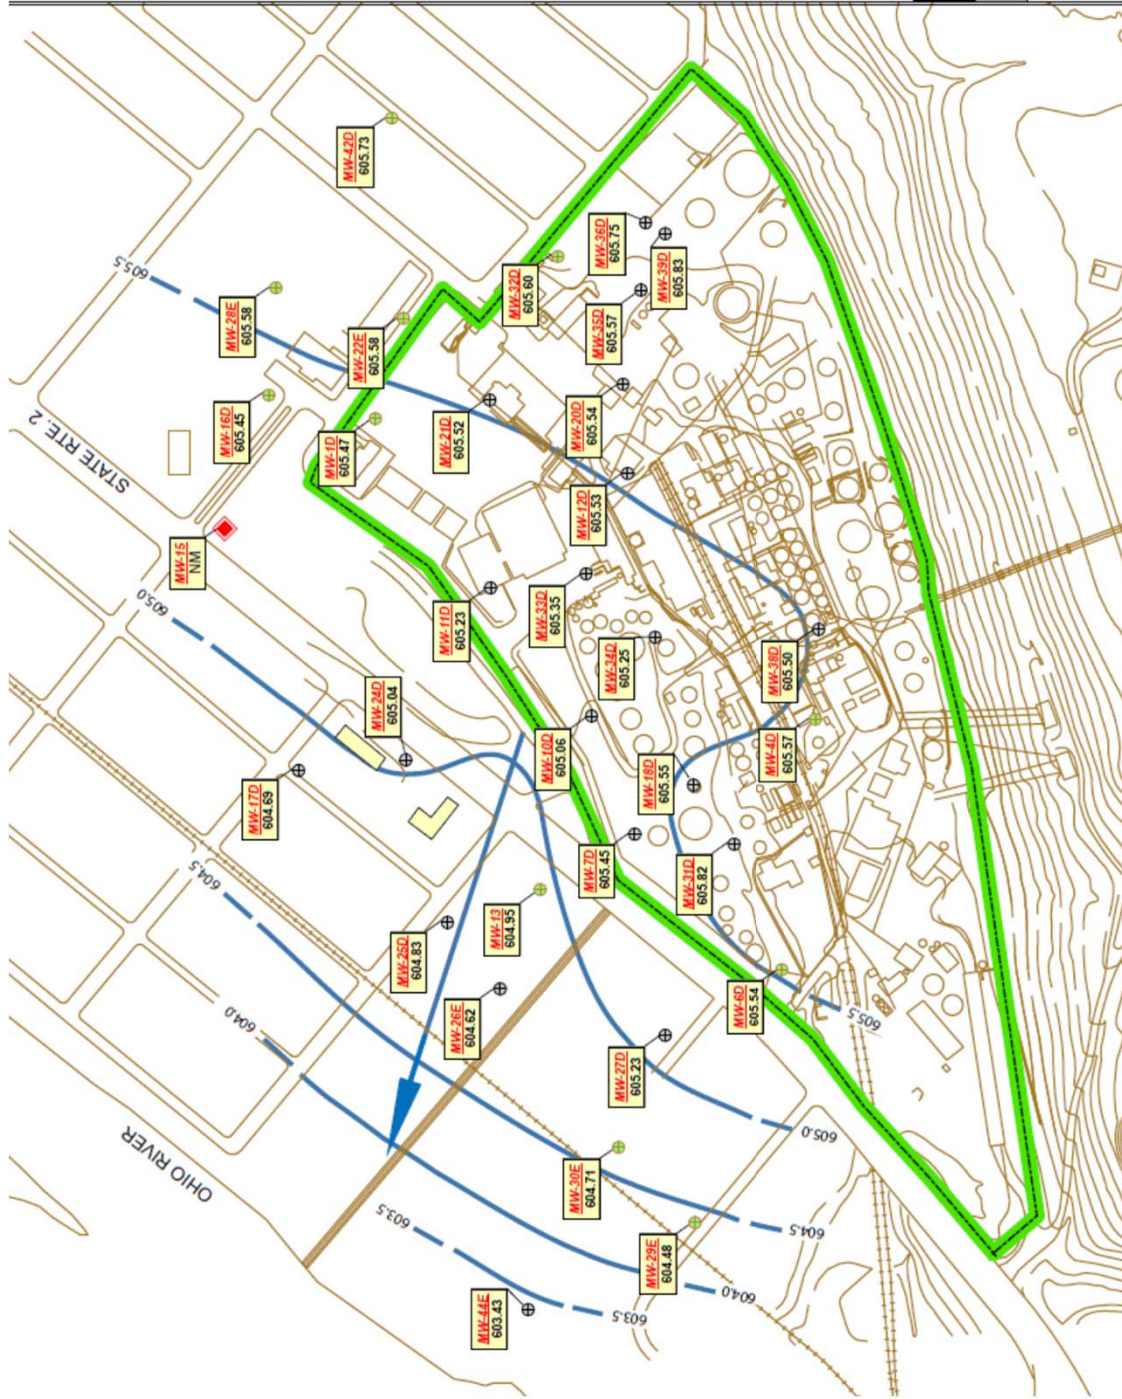 MW-42D
605.73
605.5
MW-28E
605.58
MW-36D
605.75
MW-39D
605.83
MW-32D
605.60
MW-35D
605.57
MW-22E
605.58
STATE RTE. 2
MW-16D
605.45
MW-1D
605.47
MW-21D
605.52
MW-20D
605.54
MW-12D
605.53
MW-15
NM
605.0
MW-11D
605.23
MW-33D
605.35
MW-34D
605.25
MW-38D
605.50
MW-24D
605.04
MW-10D
605.06
MW-4D
605.57
MW-17D
604.69
MW-18D
605.55
604.5
MW-7D
605.45
MW-31D
605.82
MW-25D
604.83
MW-13
604.95
604.0
MW-26E
604.62
MW-6D
605.54
605.5
MW-27D
605.23
OHIO RIVER
605.0
MW-30E
604.71
603.5
604.5
MW-29E
604.48
604.0
MW-44E
603.43
603.5